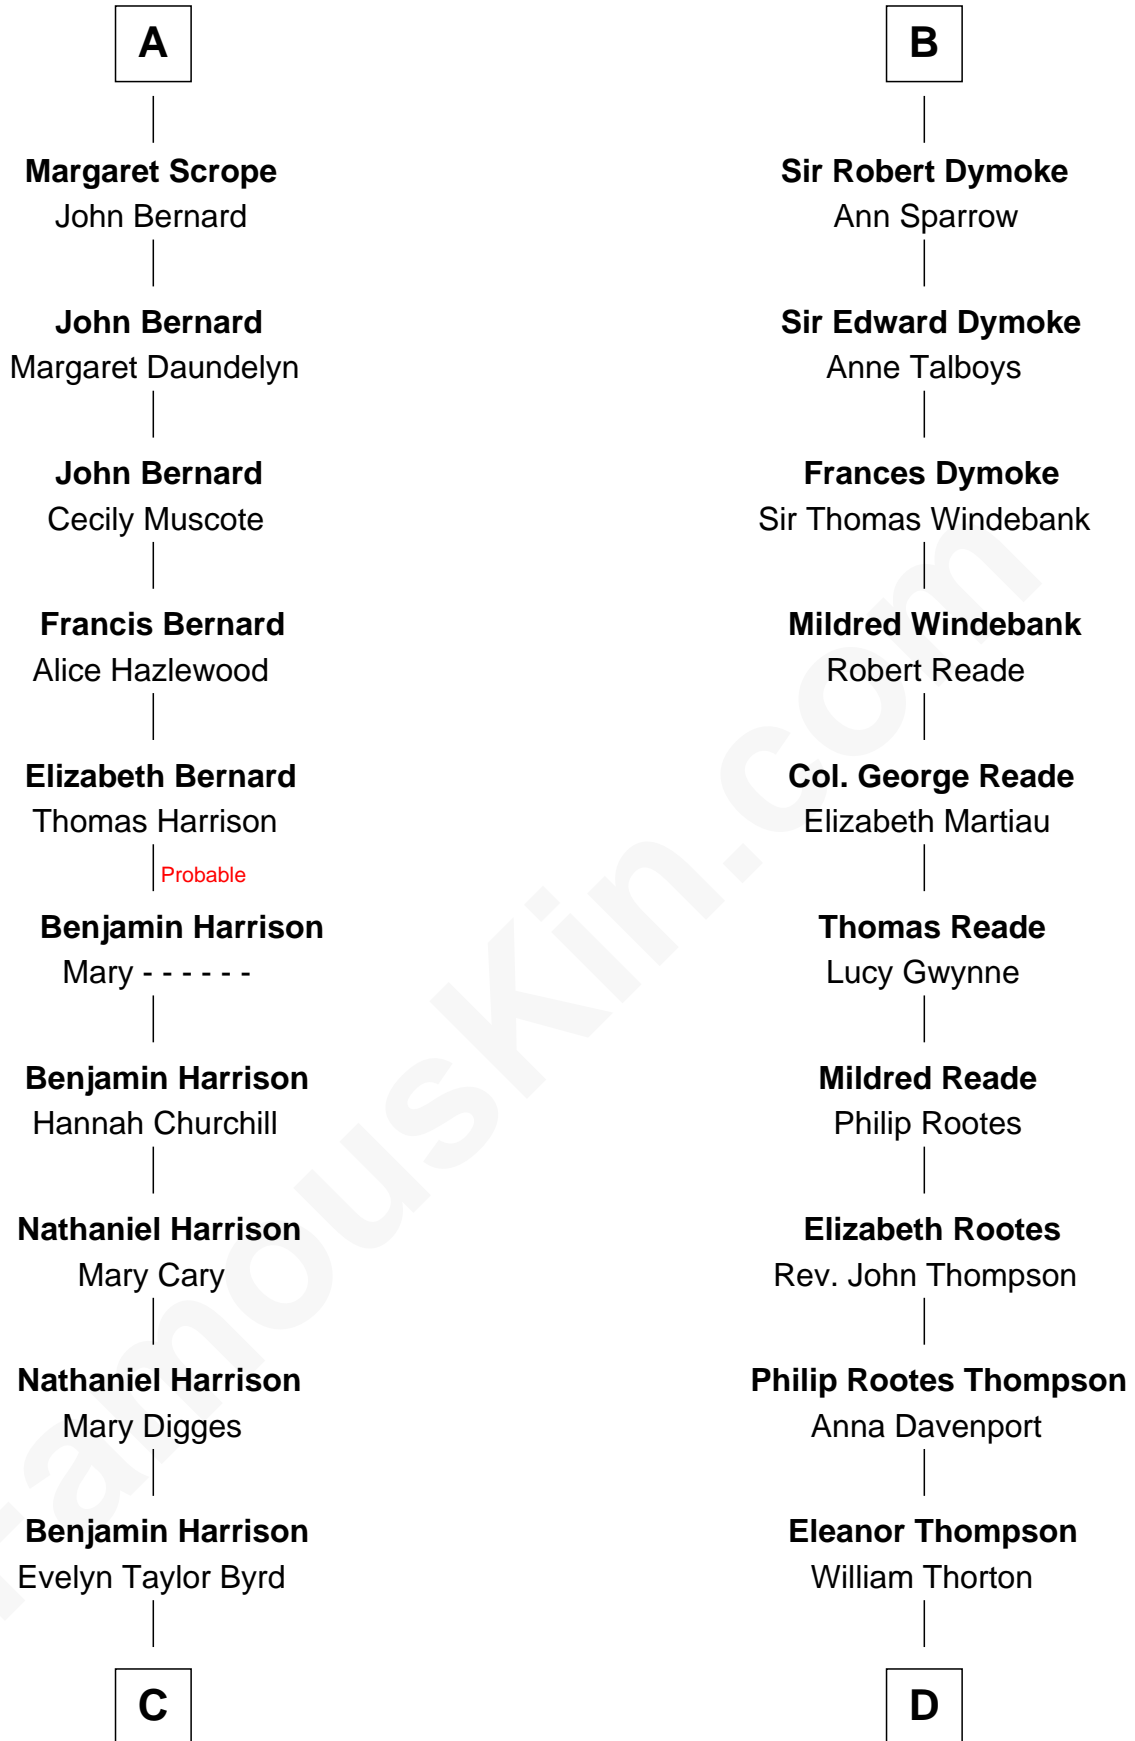 A
Margaret Scrope
John Bernard
John Bernard
Margaret Daundelyn
John Bernard
Cecily Muscote
Francis Bernard
Alice Hazlewood
Elizabeth Bernard
Thomas Harrison
Probable
Benjamin Harrison
Mary - - - - - -
Benjamin Harrison
Hannah Churchill
Nathaniel Harrison
Mary Cary
Nathaniel Harrison
Mary Digges
Benjamin Harrison
Evelyn Taylor Byrd
C
B
Sir Robert Dymoke
Ann Sparrow
Sir Edward Dymoke
Anne Talboys
Frances Dymoke
Sir Thomas Windebank
Mildred Windebank
Robert Reade
Col. George Reade
Elizabeth Martiau
Thomas Reade
Lucy Gwynne
Mildred Reade
Philip Rootes
Elizabeth Rootes
Rev. John Thompson
Philip Rootes Thompson
Anna Davenport
Eleanor Thompson
William Thorton
D
FamousKin.com